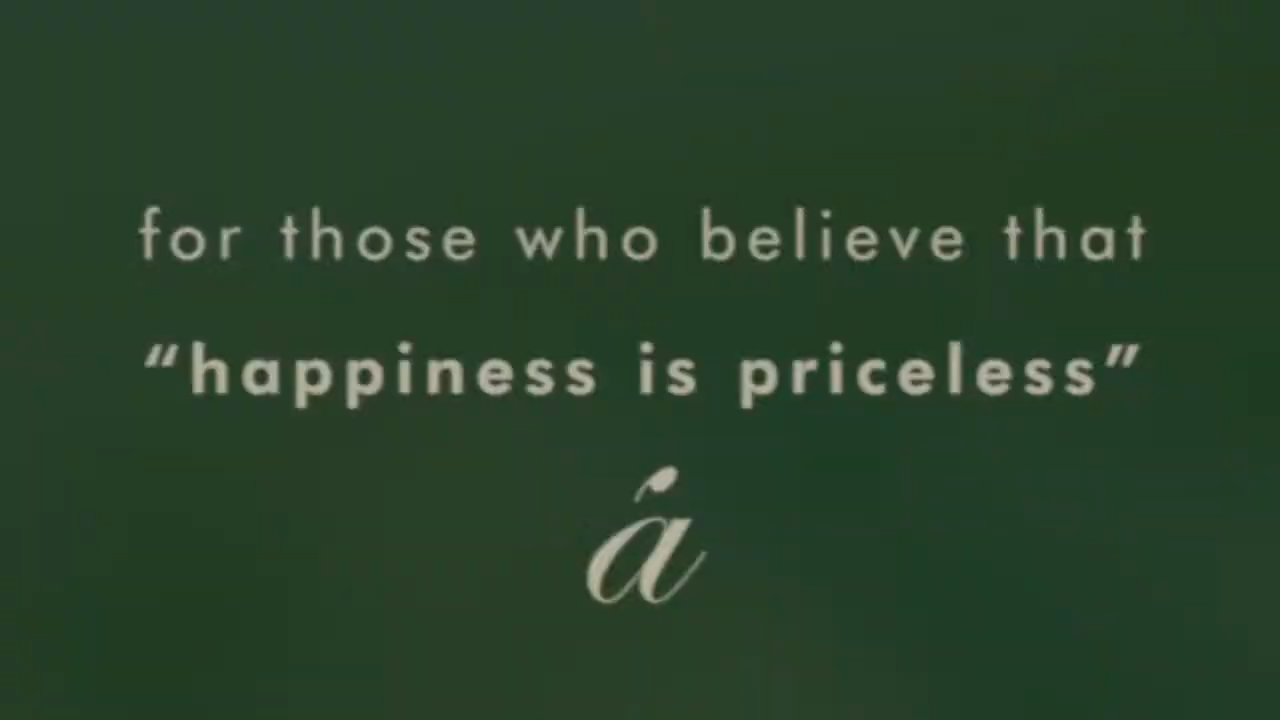 for those who believe that
“happiness is priceless”
á